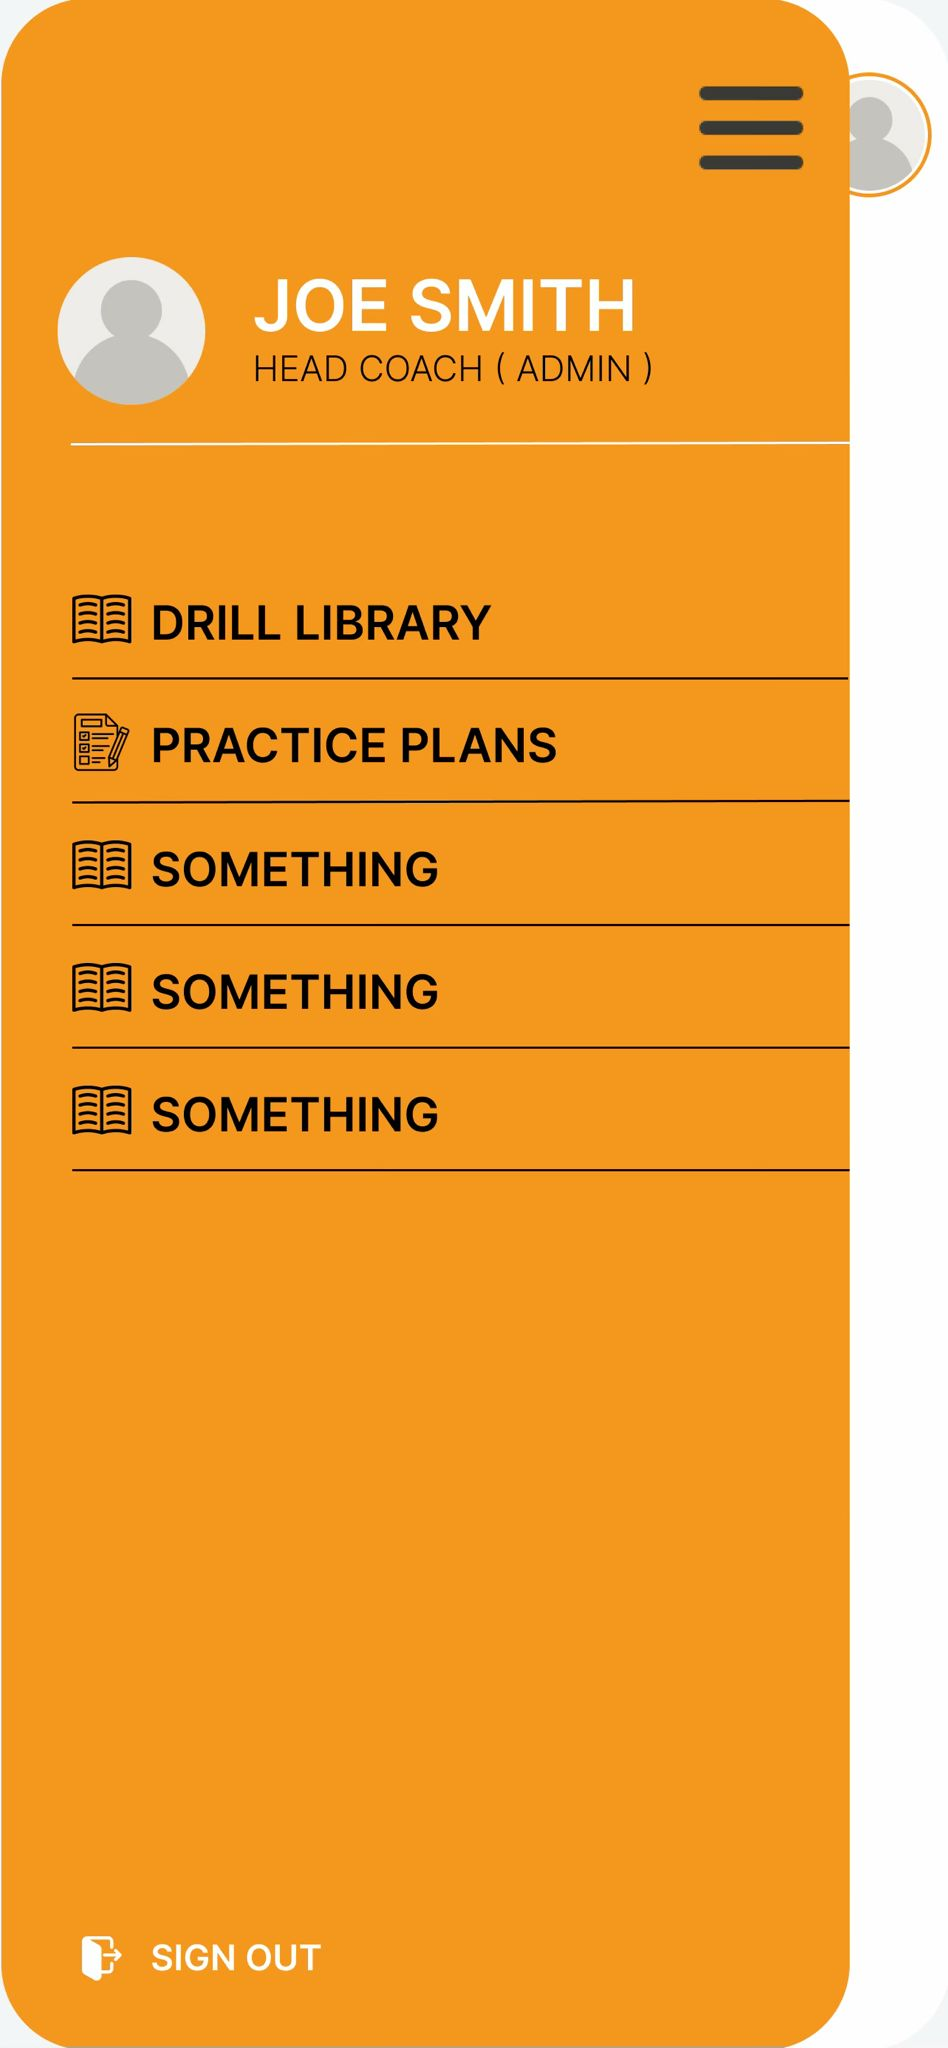 JOE SMITH
HEAD COACH ( ADMIN )
DRILL LIBRARY
PRACTICE PLANS
SOMETHING
SOMETHING
SOMETHING
SIGN OUT